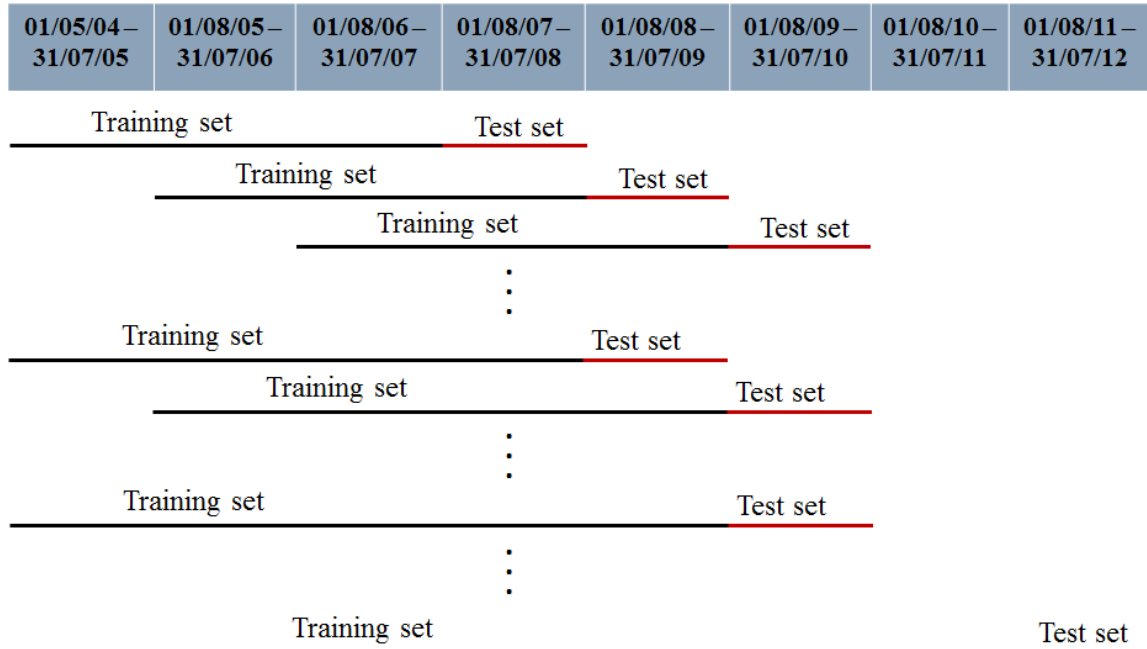 01/05/04 – 01/08/05 – 01/08/06 – 01/08/07 – 01/08/08 – 01/08/09 – 01/08/10 – 01/08/11 –
31/07/05 31/07/06 31/07/07 31/07/08 31/07/09 31/07/10 31/07/11 31/07/12
Training set Test set
Training set Test set
Training set Test set
Training set Test set
Training set Test set
Training set Test set
Training set Test set